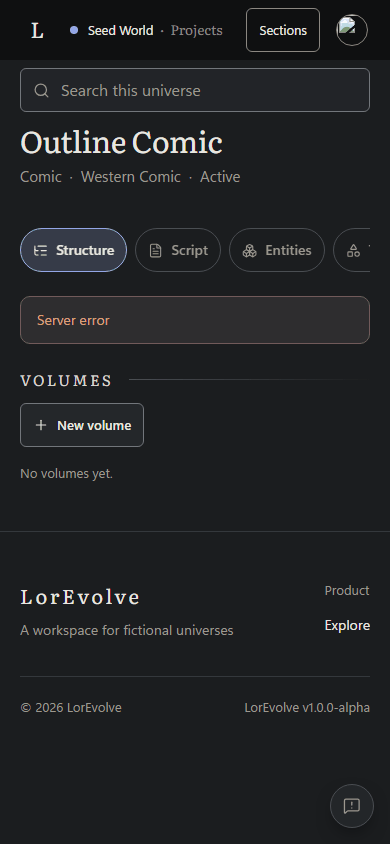 L Seed World · Projects Sections
Search this universe
Outline Comic
Comic · Western Comic · Active
Structure Script Entities
Server error
VOLUMES
New volume
No volumes yet.
LorEvolve Product
A workspace for fictional universes Explore
© 2026 LorEvolve LorEvolve v1.0.0-alpha